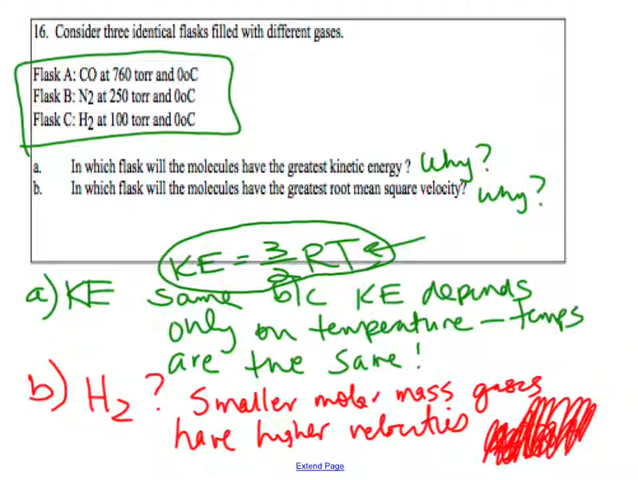 16. Consider three identical flasks filled with different gases.
Flask A: CO at 760 torr and 0oC
Flask B: N2 at 250 torr and 0oC
Flask C: H2 at 100 torr and 0oC
a. In which flask will the molecules have the greatest kinetic energy? Why?
b. In which flask will the molecules have the greatest root mean square velocity? Why?
KE = 3/2 RT
a) KE same b/c KE depends
only on temperature – temps
are the same!
b) H2 ? Smaller molar mass gases
have higher velocities
Extend Page